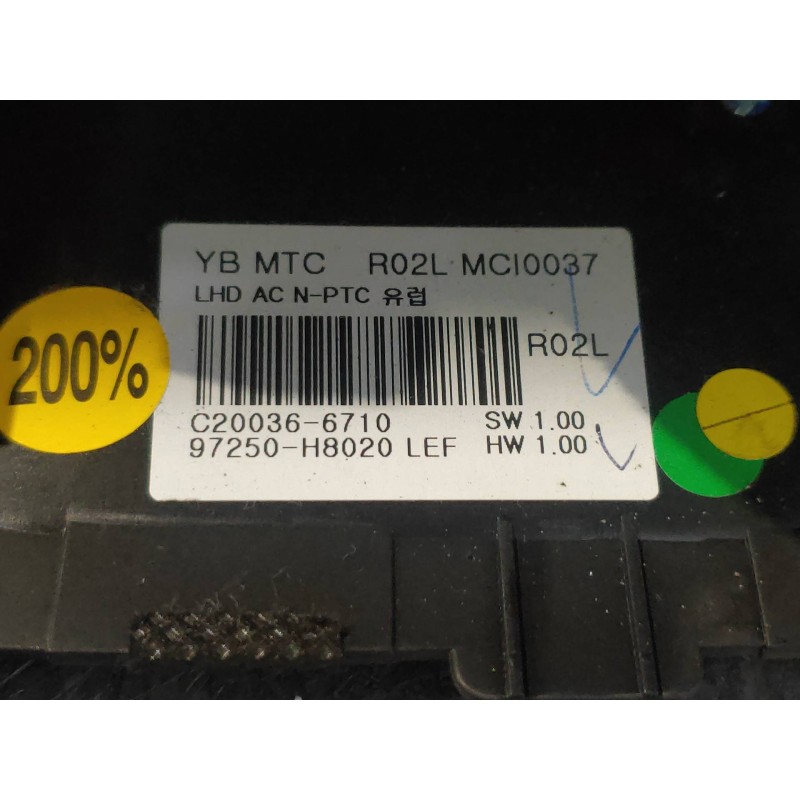 YB MTC R02L MCI0037
LHD AC N-PTC 유럽
R02L
200%
C20036-6710 SW 1.00
97250-H8020 LEF HW 1.00